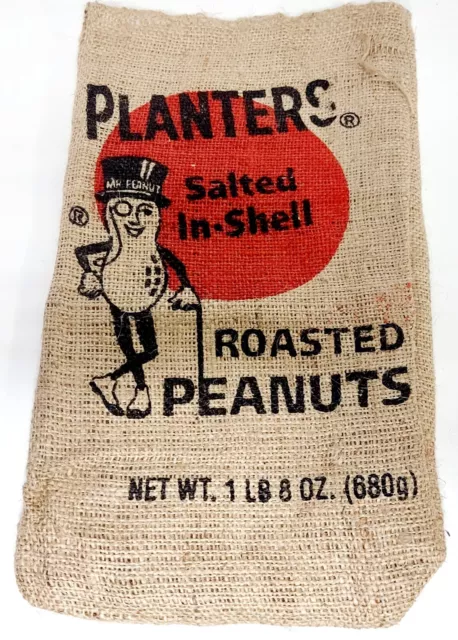 PLANTERS®
MR. PEANUT
®
Salted
In-Shell
ROASTED
PEANUTS
NET WT. 1 LB 8 OZ. (680g)